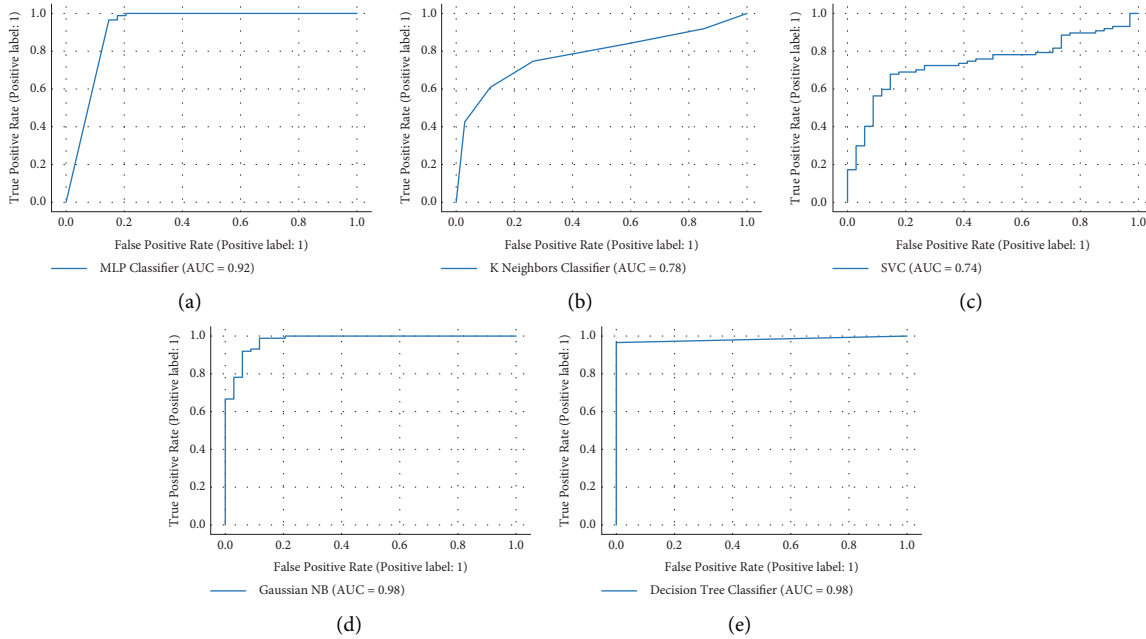 True Positive Rate (Positive label: 1)
1.0
0.8
0.6
0.4
0.2
0.0
0.0 0.2 0.4 0.6 0.8 1.0
False Positive Rate (Positive label: 1)
MLP Classifier (AUC = 0.92)
(a)
True Positive Rate (Positive label: 1)
1.0
0.8
0.6
0.4
0.2
0.0
0.0 0.2 0.4 0.6 0.8 1.0
False Positive Rate (Positive label: 1)
K Neighbors Classifier (AUC = 0.78)
(b)
True Positive Rate (Positive label: 1)
1.0
0.8
0.6
0.4
0.2
0.0
0.0 0.2 0.4 0.6 0.8 1.0
False Positive Rate (Positive label: 1)
SVC (AUC = 0.74)
(c)
True Positive Rate (Positive label: 1)
1.0
0.8
0.6
0.4
0.2
0.0
0.0 0.2 0.4 0.6 0.8 1.0
False Positive Rate (Positive label: 1)
Gaussian NB (AUC = 0.98)
(d)
True Positive Rate (Positive label: 1)
1.0
0.8
0.6
0.4
0.2
0.0
0.0 0.2 0.4 0.6 0.8 1.0
False Positive Rate (Positive label: 1)
Decision Tree Classifier (AUC = 0.98)
(e)